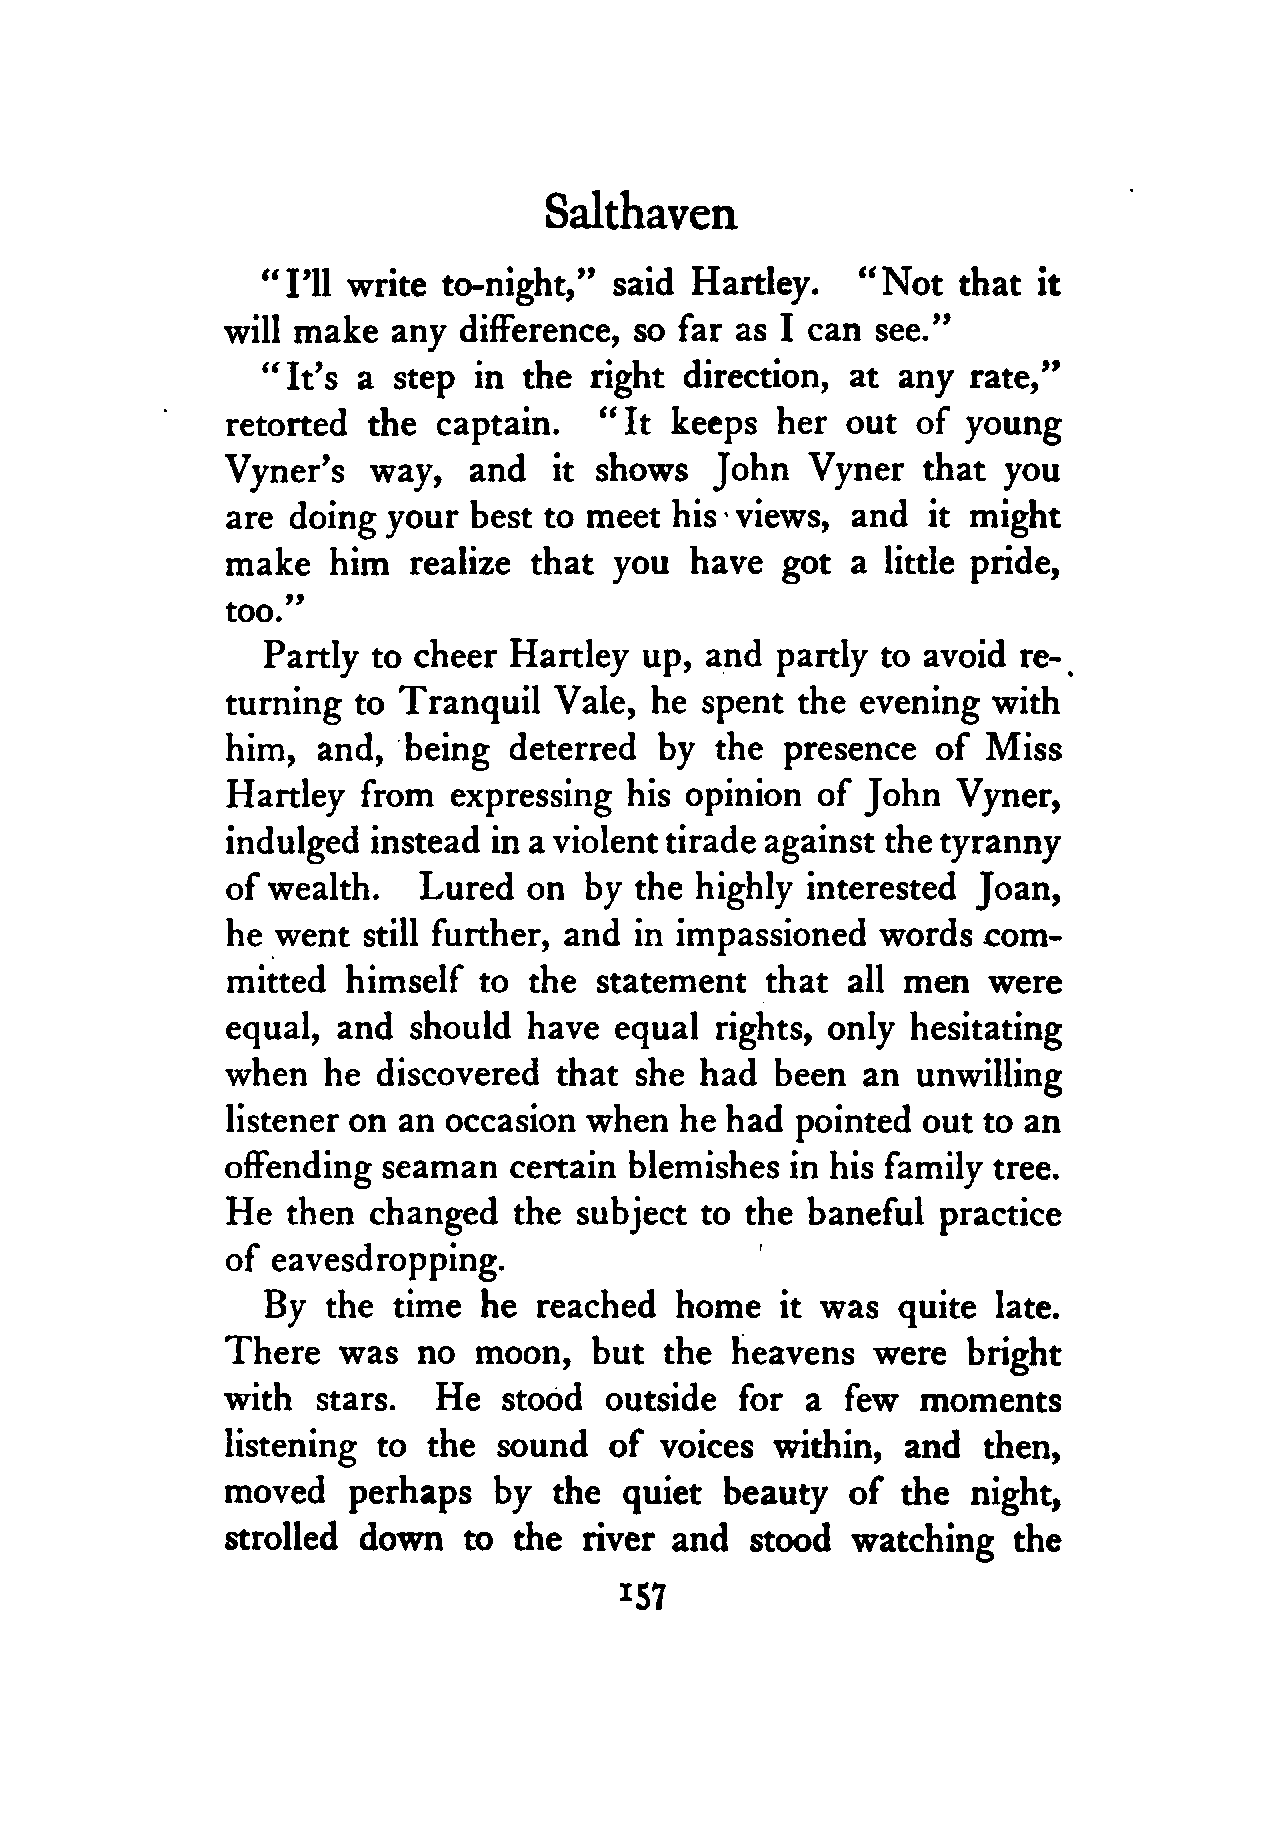 Salthaven
"I'll write to-night," said Hartley. "Not that it
will make any difference, so far as I can see."
"It's a step in the right direction, at any rate,"
retorted the captain. "It keeps her out of young
Vyner's way, and it shows John Vyner that you
are doing your best to meet his views, and it might
make him realize that you have got a little pride,
too."
Partly to cheer Hartley up, and partly to avoid re-
turning to Tranquil Vale, he spent the evening with
him, and, being deterred by the presence of Miss
Hartley from expressing his opinion of John Vyner,
indulged instead in a violent tirade against the tyranny
of wealth. Lured on by the highly interested Joan,
he went still further, and in impassioned words com-
mitted himself to the statement that all men were
equal, and should have equal rights, only hesitating
when he discovered that she had been an unwilling
listener on an occasion when he had pointed out to an
offending seaman certain blemishes in his family tree.
He then changed the subject to the baneful practice
of eavesdropping.
By the time he reached home it was quite late.
There was no moon, but the heavens were bright
with stars. He stood outside for a few moments
listening to the sound of voices within, and then,
moved perhaps by the quiet beauty of the night,
strolled down to the river and stood watching the
157